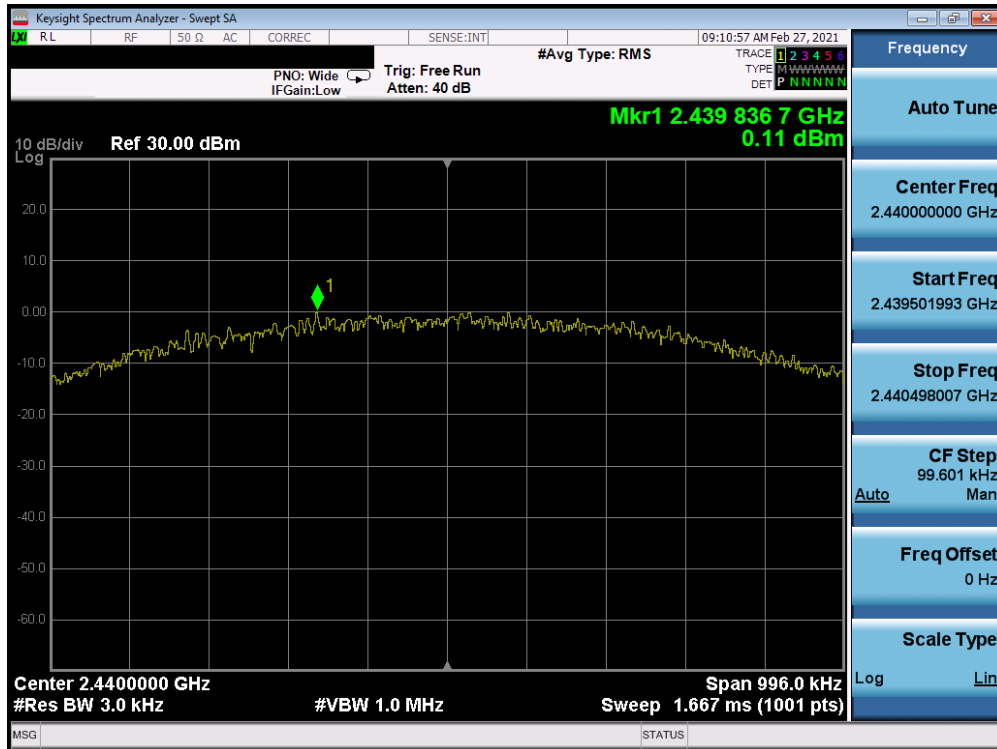 Keysight Spectrum Analyzer - Swept SA
LXI RL RF 50 Ω AC CORREC SENSE:INT 09:10:57 AM Feb 27, 2021
#Avg Type: RMS TRACE 1 2 3 4 5 6
PNO: Wide Trig: Free Run TYPE M W W W W W
IFGain:Low Atten: 40 dB DET P N N N N N
Mkr1 2.439 836 7 GHz
0.11 dBm
10 dB/div Ref 30.00 dBm
Log
1
20.0
10.0
0.00
-10.0
-20.0
-30.0
-40.0
-50.0
-60.0
Center 2.4400000 GHz Span 996.0 kHz
#Res BW 3.0 kHz #VBW 1.0 MHz Sweep 1.667 ms (1001 pts)
MSG STATUS
Frequency
Auto Tune
Center Freq
2.440000000 GHz
Start Freq
2.439501993 GHz
Stop Freq
2.440498007 GHz
CF Step
99.601 kHz
Auto Man
Freq Offset
0 Hz
Scale Type
Log Lin